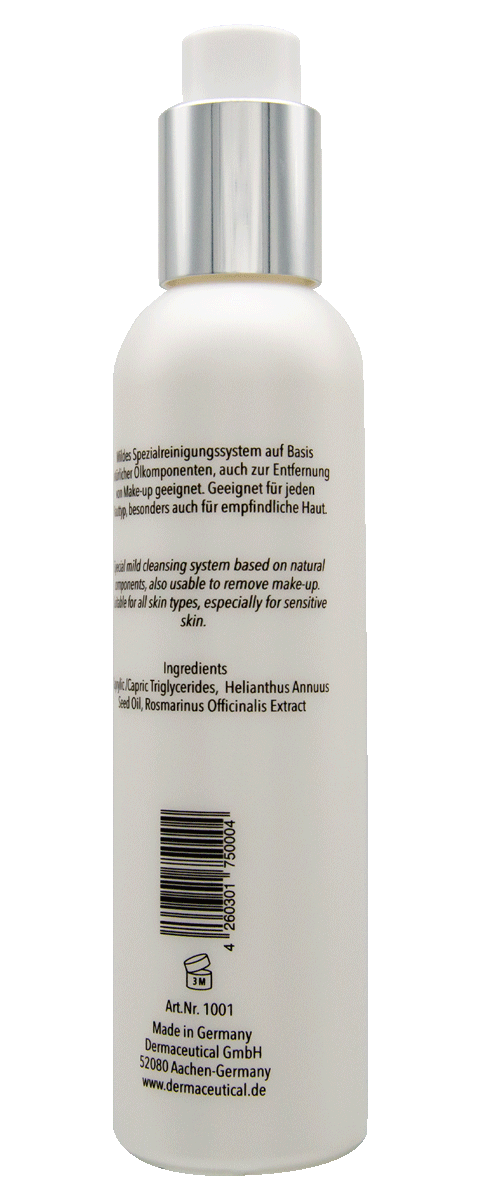 Mildes Spezialreinigungssystem auf Basis
Ölkomponenten, auch zur Entfernung
von Make-up geeignet. Geeignet für jeden
besonders auch für empfindliche Haut.
mild cleansing system based on natural
components, also usable to remove make-up.
for all skin types, especially for sensitive
skin.
Ingredients
/Capric Triglycerides, Helianthus Annuus
Seed Oil, Rosmarinus Officinalis Extract
4 260301 750004
3 M
Art.Nr. 1001
Made in Germany
Dermaceutical GmbH
52080 Aachen-Germany
www.dermaceutical.de